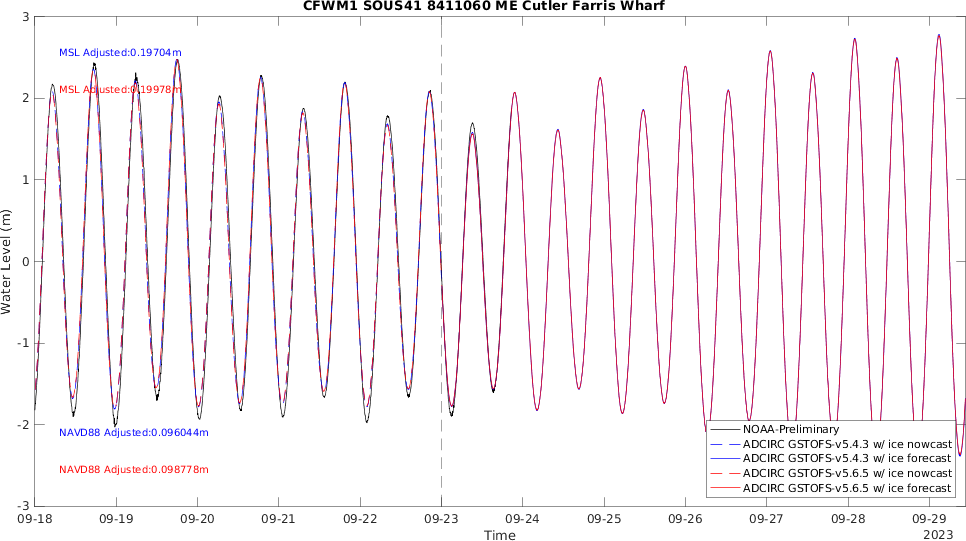 CFWM1 SOUS41 8411060 ME Cutler Farris Wharf
3
MSL Adjusted:0.19704m
MSL Adjusted:0.19978m
2
1
Water Level (m)
0
-1
-2
NAVD88 Adjusted:0.096044m
NAVD88 Adjusted:0.098778m
-3
NOAA-Preliminary
ADCIRC GSTOFS-v5.4.3 w/ ice nowcast
ADCIRC GSTOFS-v5.4.3 w/ ice forecast
ADCIRC GSTOFS-v5.6.5 w/ ice nowcast
ADCIRC GSTOFS-v5.6.5 w/ ice forecast
09-18 09-19 09-20 09-21 09-22 09-23 09-24 09-25 09-26 09-27 09-28 09-29
Time
2023